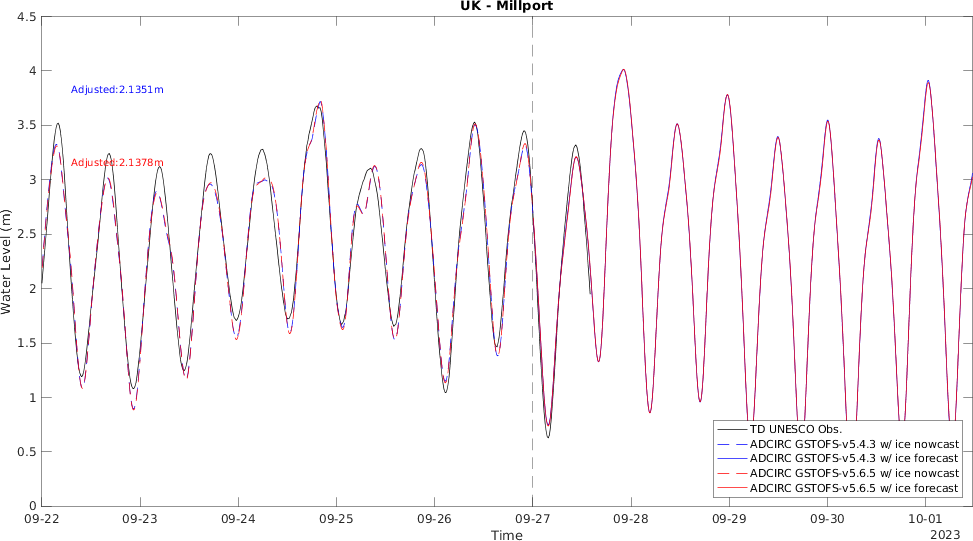 UK - Millport
4.5
4
3.5
3
2.5
2
1.5
1
0.5
0
Water Level (m)
Adjusted:2.1351m
Adjusted:2.1378m
TD UNESCO Obs.
ADCIRC GSTOFS-v5.4.3 w/ ice nowcast
ADCIRC GSTOFS-v5.4.3 w/ ice forecast
ADCIRC GSTOFS-v5.6.5 w/ ice nowcast
ADCIRC GSTOFS-v5.6.5 w/ ice forecast
09-22 09-23 09-24 09-25 09-26 09-27 09-28 09-29 09-30 10-01
Time
2023